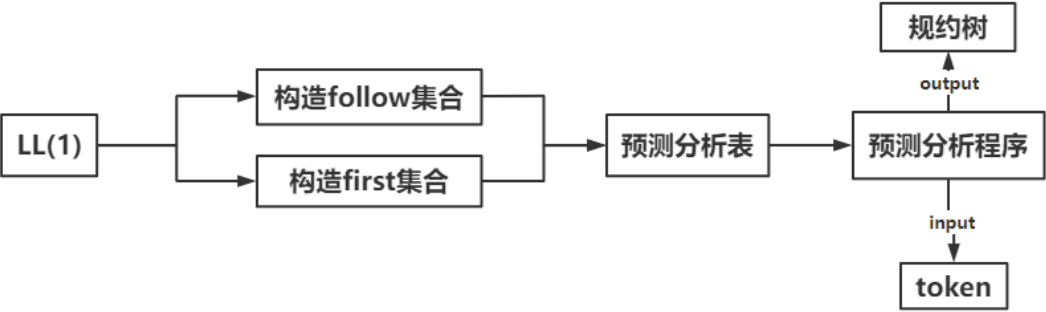 规约树
output
构造follow集合
LL(1)
预测分析表
预测分析程序
构造first集合
input
token